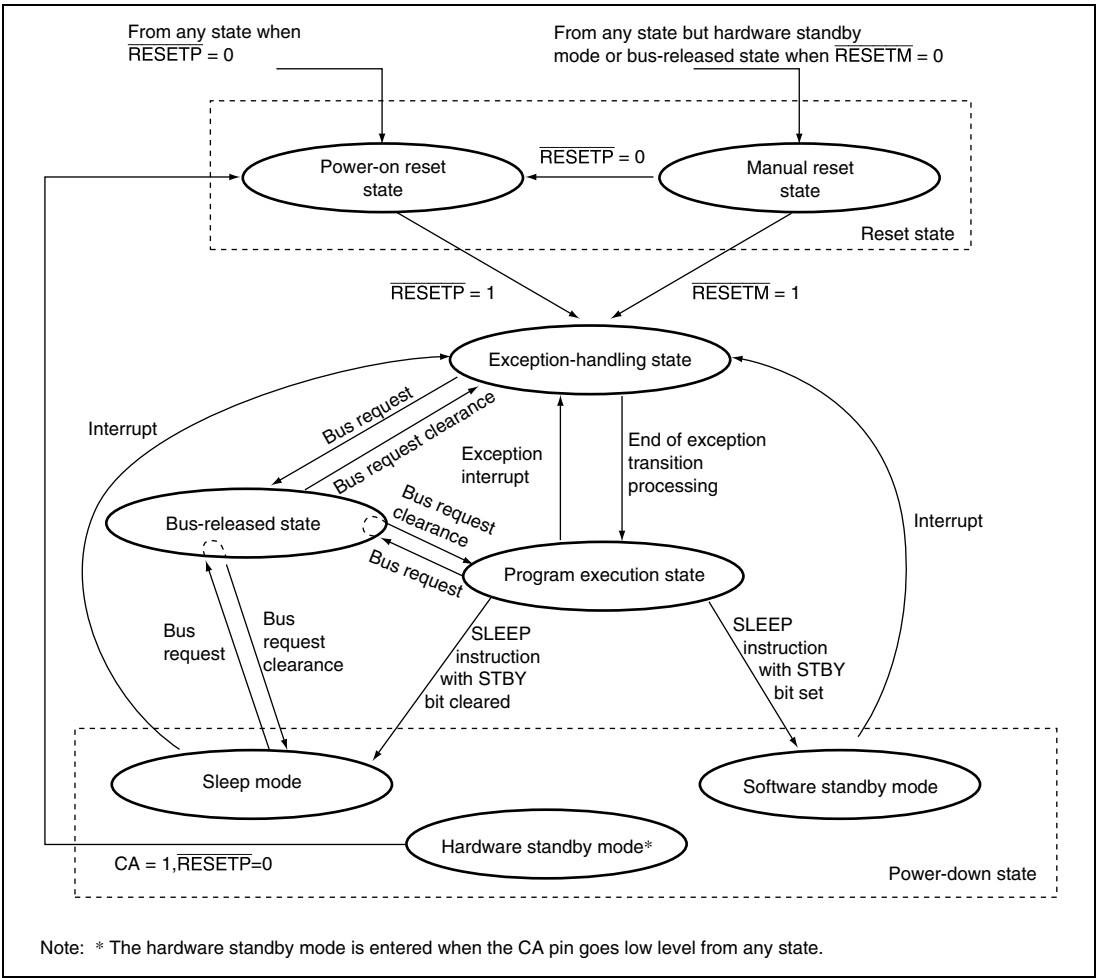 From any state when
RESETP = 0
From any state but hardware standby
mode or bus-released state when RESETM = 0
Power-on reset
state
RESETP = 0
Manual reset
state
Reset state
RESETP = 1
RESETM = 1
Exception-handling state
Interrupt
Bus request
Bus request clearance
Exception
interrupt
End of exception
transition
processing
Interrupt
Bus-released state
Bus request
clearance
Bus request
Program execution state
Bus
request
Bus
request
clearance
SLEEP
instruction
with STBY
bit cleared
SLEEP
instruction
with STBY
bit set
Sleep mode
Software standby mode
Hardware standby mode*
CA = 1,RESETP=0
Power-down state
Note: * The hardware standby mode is entered when the CA pin goes low level from any state.